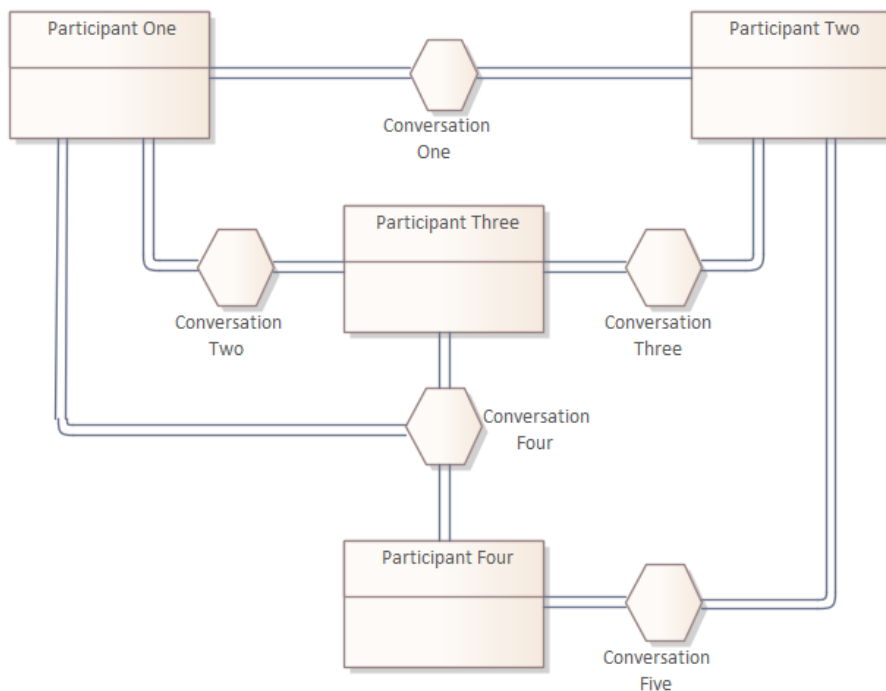 Participant One
Participant Two
Conversation
One
Participant Three
Conversation
Two
Conversation
Three
Conversation
Four
Participant Four
Conversation
Five